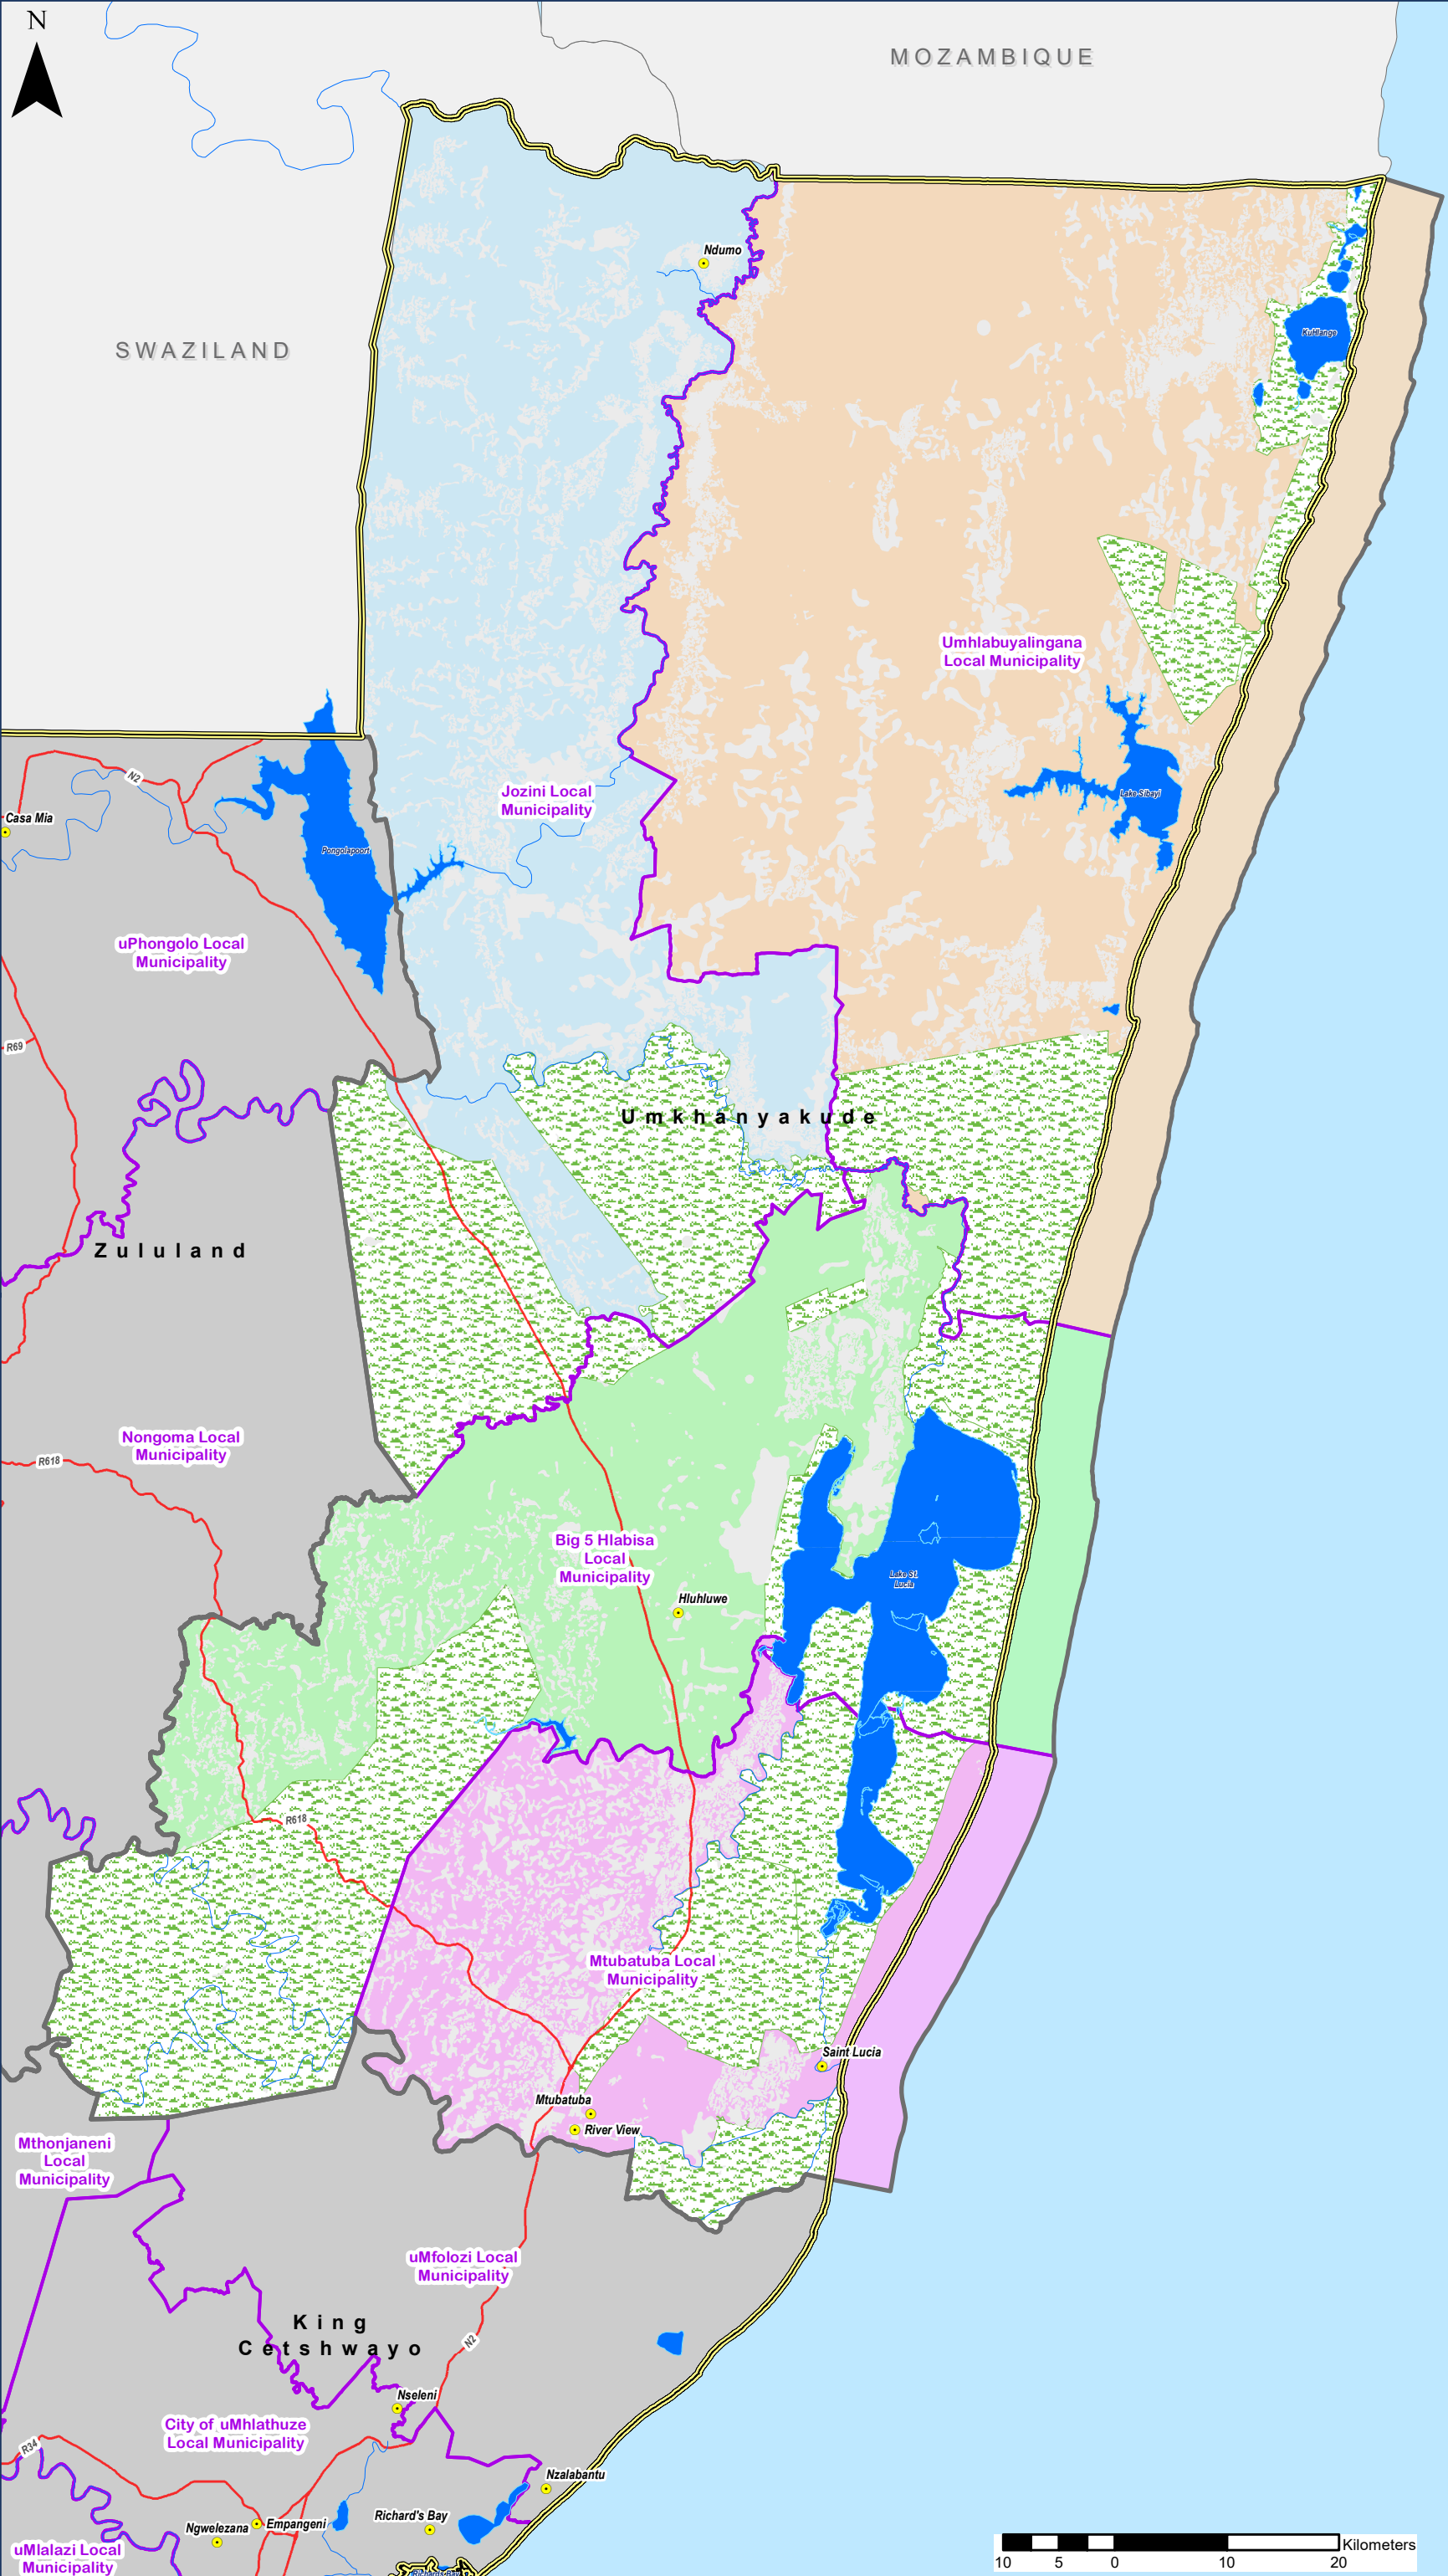 N
MOZAMBIQUE
Ndumo
KuHlange
SWAZILAND
Umhlabuyalingana
Local Municipality
N2
Jozini Local
Municipality
Lake Sibayi
Casa Mia
Pongolapoort
uPhongolo Local
Municipality
R69
Umkhanyakude
Zululand
Nongoma Local
Municipality
R618
Big 5 Hlabisa
Local
Municipality
Lake St.
Lucia
Hluhluwe
R618
Mtubatuba Local
Municipality
Saint Lucia
Mtubatuba
River View
Mthonjaneni
Local
Municipality
uMfolozi Local
Municipality
King
Cetshwayo
N2
Nseleni
City of uMhlathuze
Local Municipality
R34
Nzalabantu
Richard's Bay
Empangeni
Ngwelezana
uMlalazi Local
Municipality
Kilometers
10 5 0 10 20